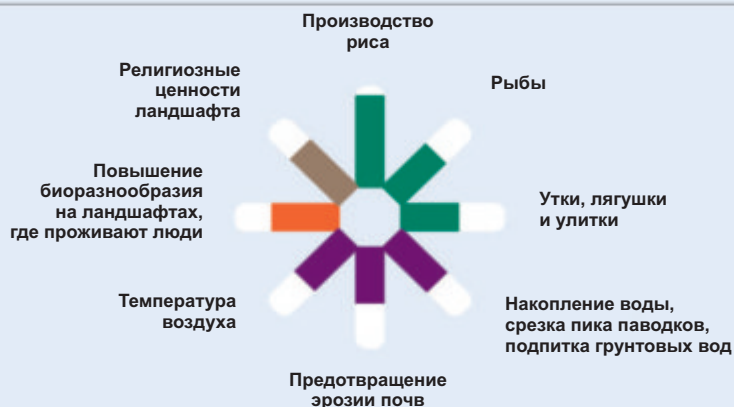 Производство
риса
Рыбы
Утки, лягушки
и улитки
Накопление воды,
срезка пика паводков,
подпитка грунтовых вод
Предотвращение
эрозии почв
Температура
воздуха
Повышение
биоразнообразия
на ландшафтах,
где проживают люди
Религиозные
ценности
ландшафта